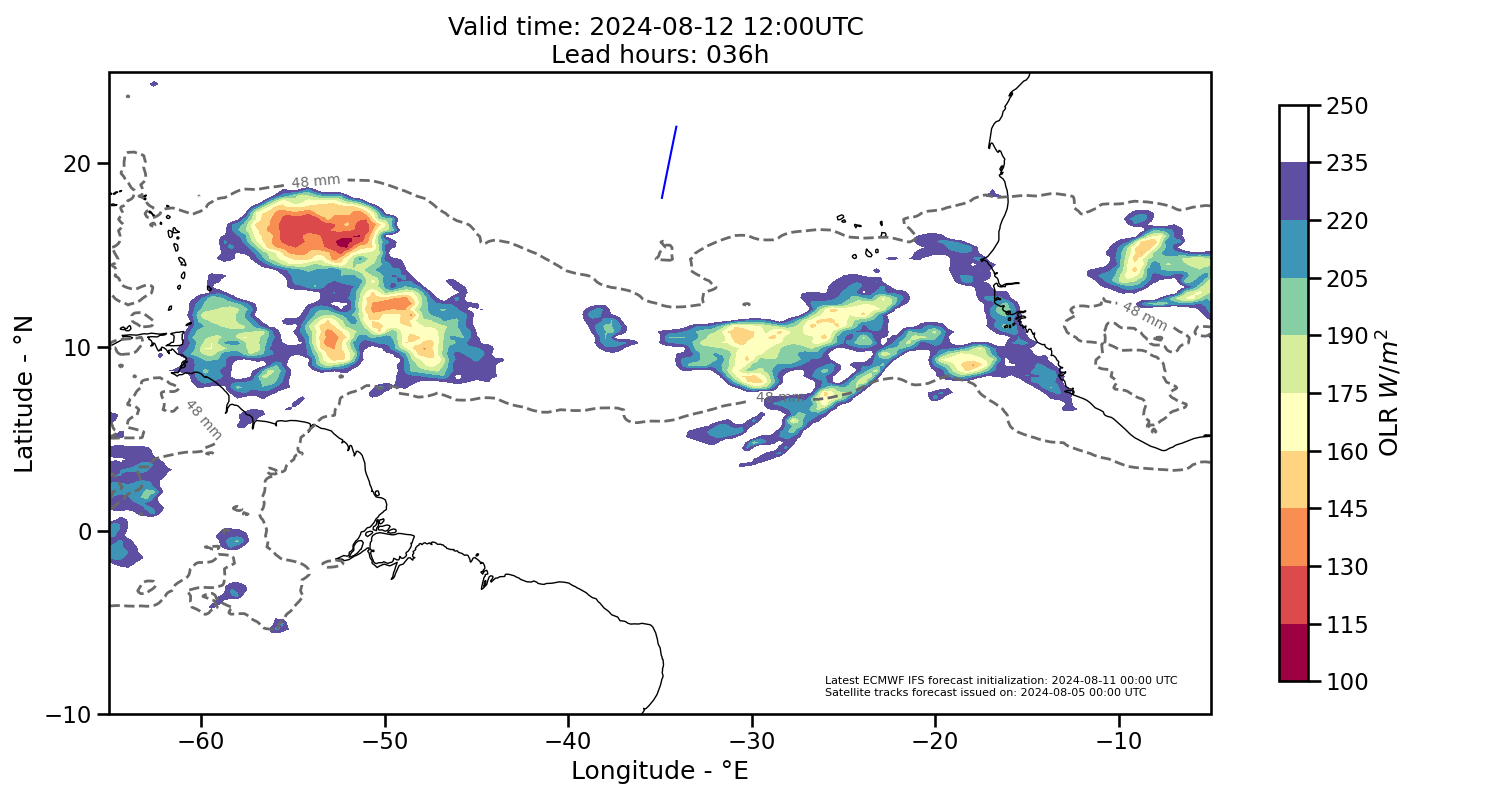 Valid time: 2024-08-12 12:00UTC
Lead hours: 036h
Latitude - °N
20
10
0
−10
48 mm
48 mm
48 mm
48 mm
Latest ECMWF IFS forecast initialization: 2024-08-11 00:00 UTC
Satellite tracks forecast issued on: 2024-08-05 00:00 UTC
−60
−50
−40
−30
−20
−10
Longitude - °E
250
235
220
205
190
175
160
145
130
115
100
OLR W/m²